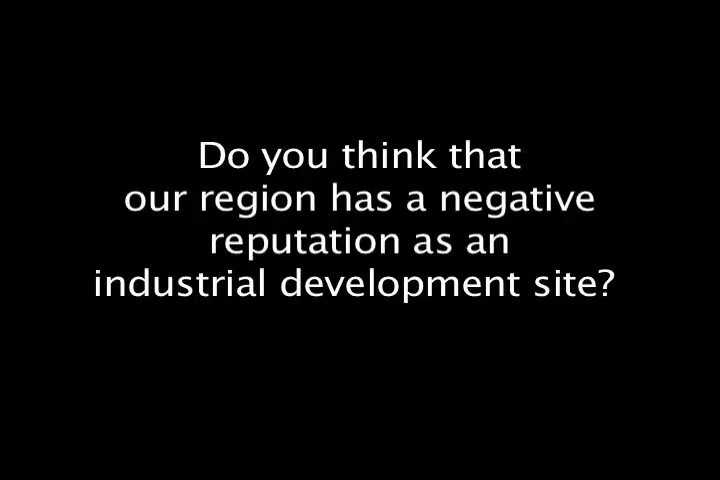 Do you think that
our region has a negative
reputation as an
industrial development site?